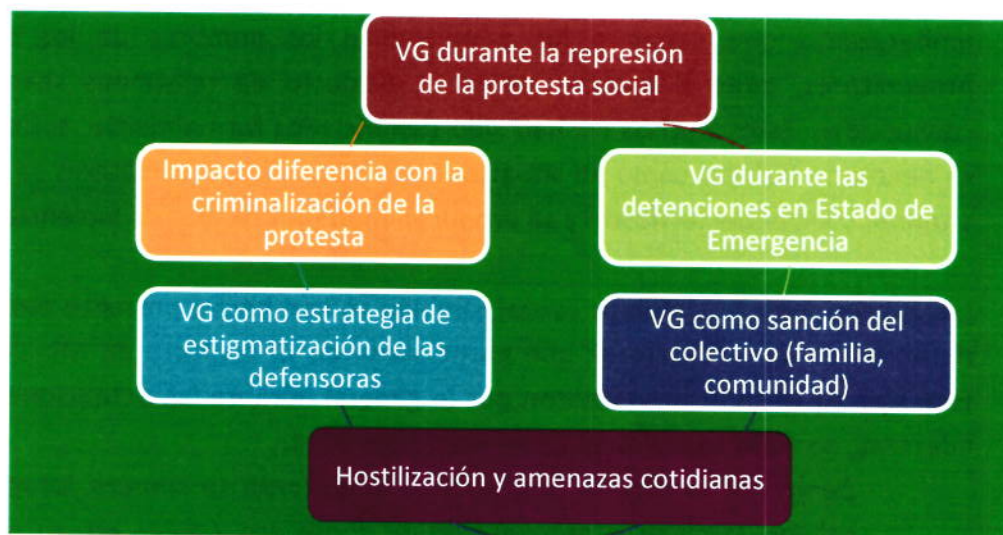 VG durante la represión
de la protesta social
Impacto diferencia con la
criminalización de la
protesta
VG durante las
detenciones en Estado de
Emergencia
VG como estrategia de
estigmatización de las
defensoras
VG como sanción del
colectivo (familia,
comunidad)
Hostilización y amenazas cotidianas